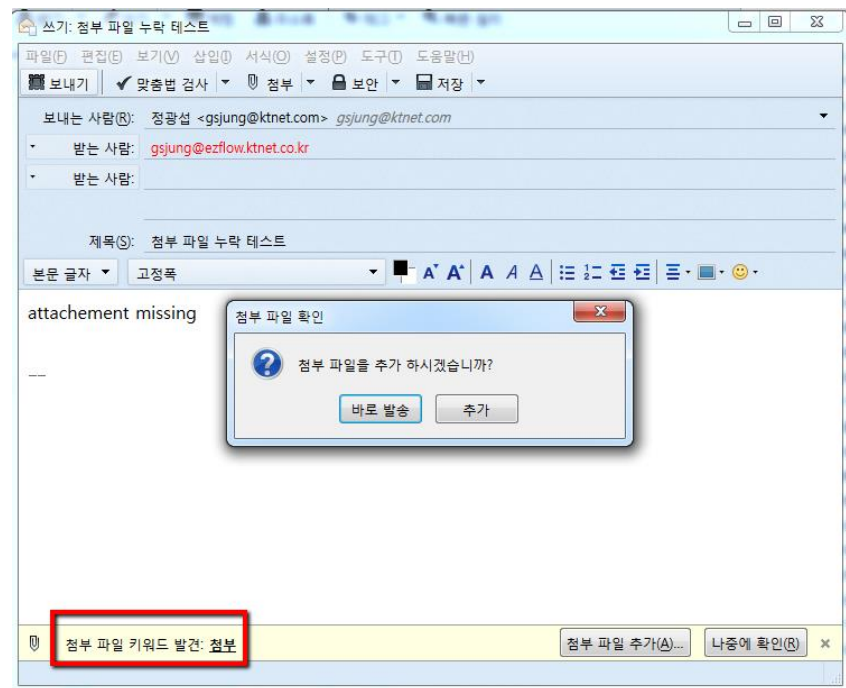 쓰기: 첨부 파일 누락 테스트
파일(F) 편집(E) 보기(V) 삽입(I) 서식(O) 설정(P) 도구(T) 도움말(H)
보내기 맞춤법 검사 첨부 보안 저장
보내는 사람(R): 정광섭 <gsjung@ktnet.com> gsjung@ktnet.com
받는 사람: gsjung@ezflow.ktnet.co.kr
받는 사람:
제목(S): 첨부 파일 누락 테스트
본문 글자 고정폭
attachement missing
--
첨부 파일 확인
첨부 파일을 추가 하시겠습니까?
바로 발송 추가
첨부 파일 키워드 발견: 첨부 첨부 파일 추가(A)... 나중에 확인(R)